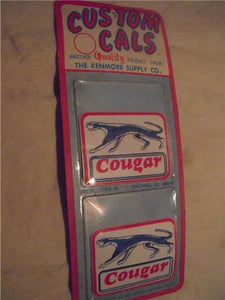 CUSTOM
CALS
ANOTHER Quality PRODUCT FROM
THE KENMORE SUPPLY CO.
Cougar
Cougar